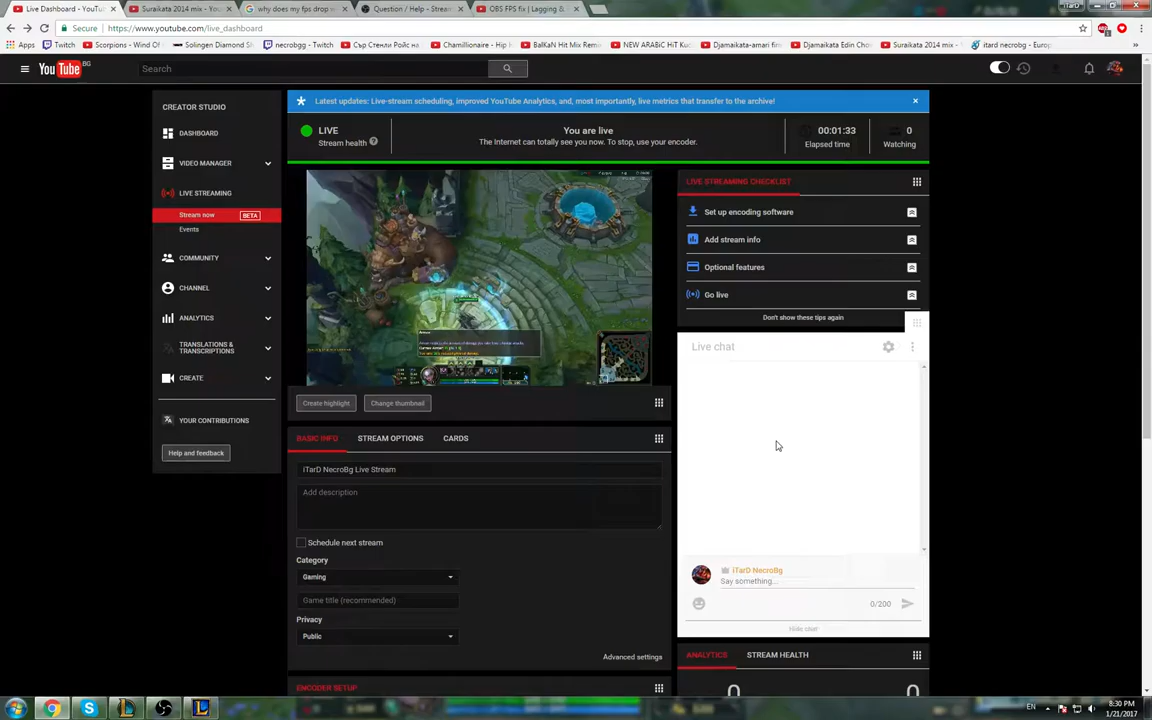 iTarD
Live Dashboard - YouTu
Suraikata 2014 mix - You
why does my fps drop w
Question / Help - Stream
OBS FPS fix | Lagging &
Secure
https://www.youtube.com/live_dashboard
Apps
Twitch
Scorpions - Wind Of
Solingen Diamond Sh
necrobgg - Twitch
Сър Стенли Ройс на
Chamillionaire - Hip H
BalKaN Hit Mix Remi
NEW ARABiC HiT Ku
Djamaikata-amari fir
Djamaikata Edin Cho
Suraikata 2014 mix -
itard necrobg - Europ
YouTube BG
Search
CREATOR STUDIO
DASHBOARD
VIDEO MANAGER
LIVE STREAMING
Stream now BETA
Events
COMMUNITY
CHANNEL
ANALYTICS
TRANSLATIONS &
TRANSCRIPTIONS
CREATE
YOUR CONTRIBUTIONS
Help and feedback
Latest updates: Live-stream scheduling, improved YouTube Analytics, and, most importantly, live metrics that transfer to the archive!
LIVE
Stream health
You are live
The Internet can totally see you now. To stop, use your encoder.
00:01:33
Elapsed time
0
Watching
Create highlight
Change thumbnail
BASIC INFO
STREAM OPTIONS
CARDS
iTarD NecroBg Live Stream
Add description
Schedule next stream
Category
Gaming
Game title (recommended)
Privacy
Public
Advanced settings
ENCODER SETUP
LIVE STREAMING CHECKLIST
Set up encoding software
Add stream info
Optional features
Go live
Don't show these tips again
Live chat
iTarD NecroBg
Say something...
0/200
Hide chat
ANALYTICS
STREAM HEALTH
0
0
EN
8:30 PM
1/21/2017